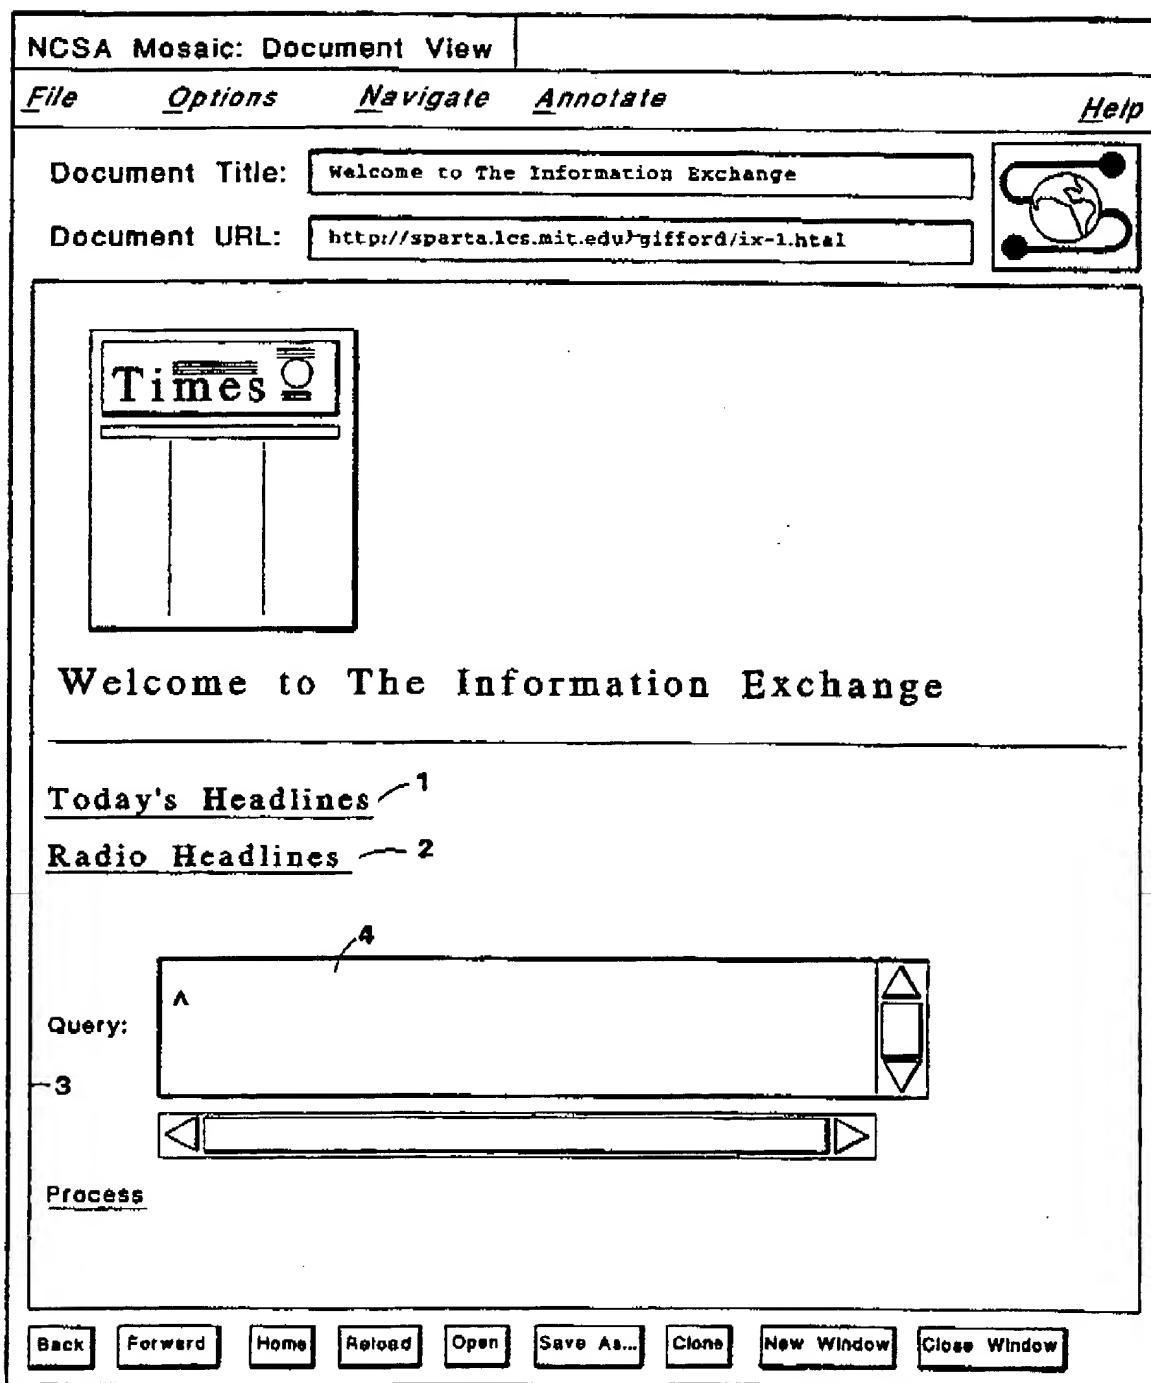 NCSA Mosaic: Document View
File Options Navigate Annotate Help
Document Title: Welcome to The Information Exchange
Document URL: http://sparta.lcs.mit.edu/~gifford/ix-1.html
Times
Welcome to The Information Exchange
Today's Headlines 1
Radio Headlines 2
4
^
Query:
3
Process
Back Forward Home Reload Open Save As... Clone New Window Close Window